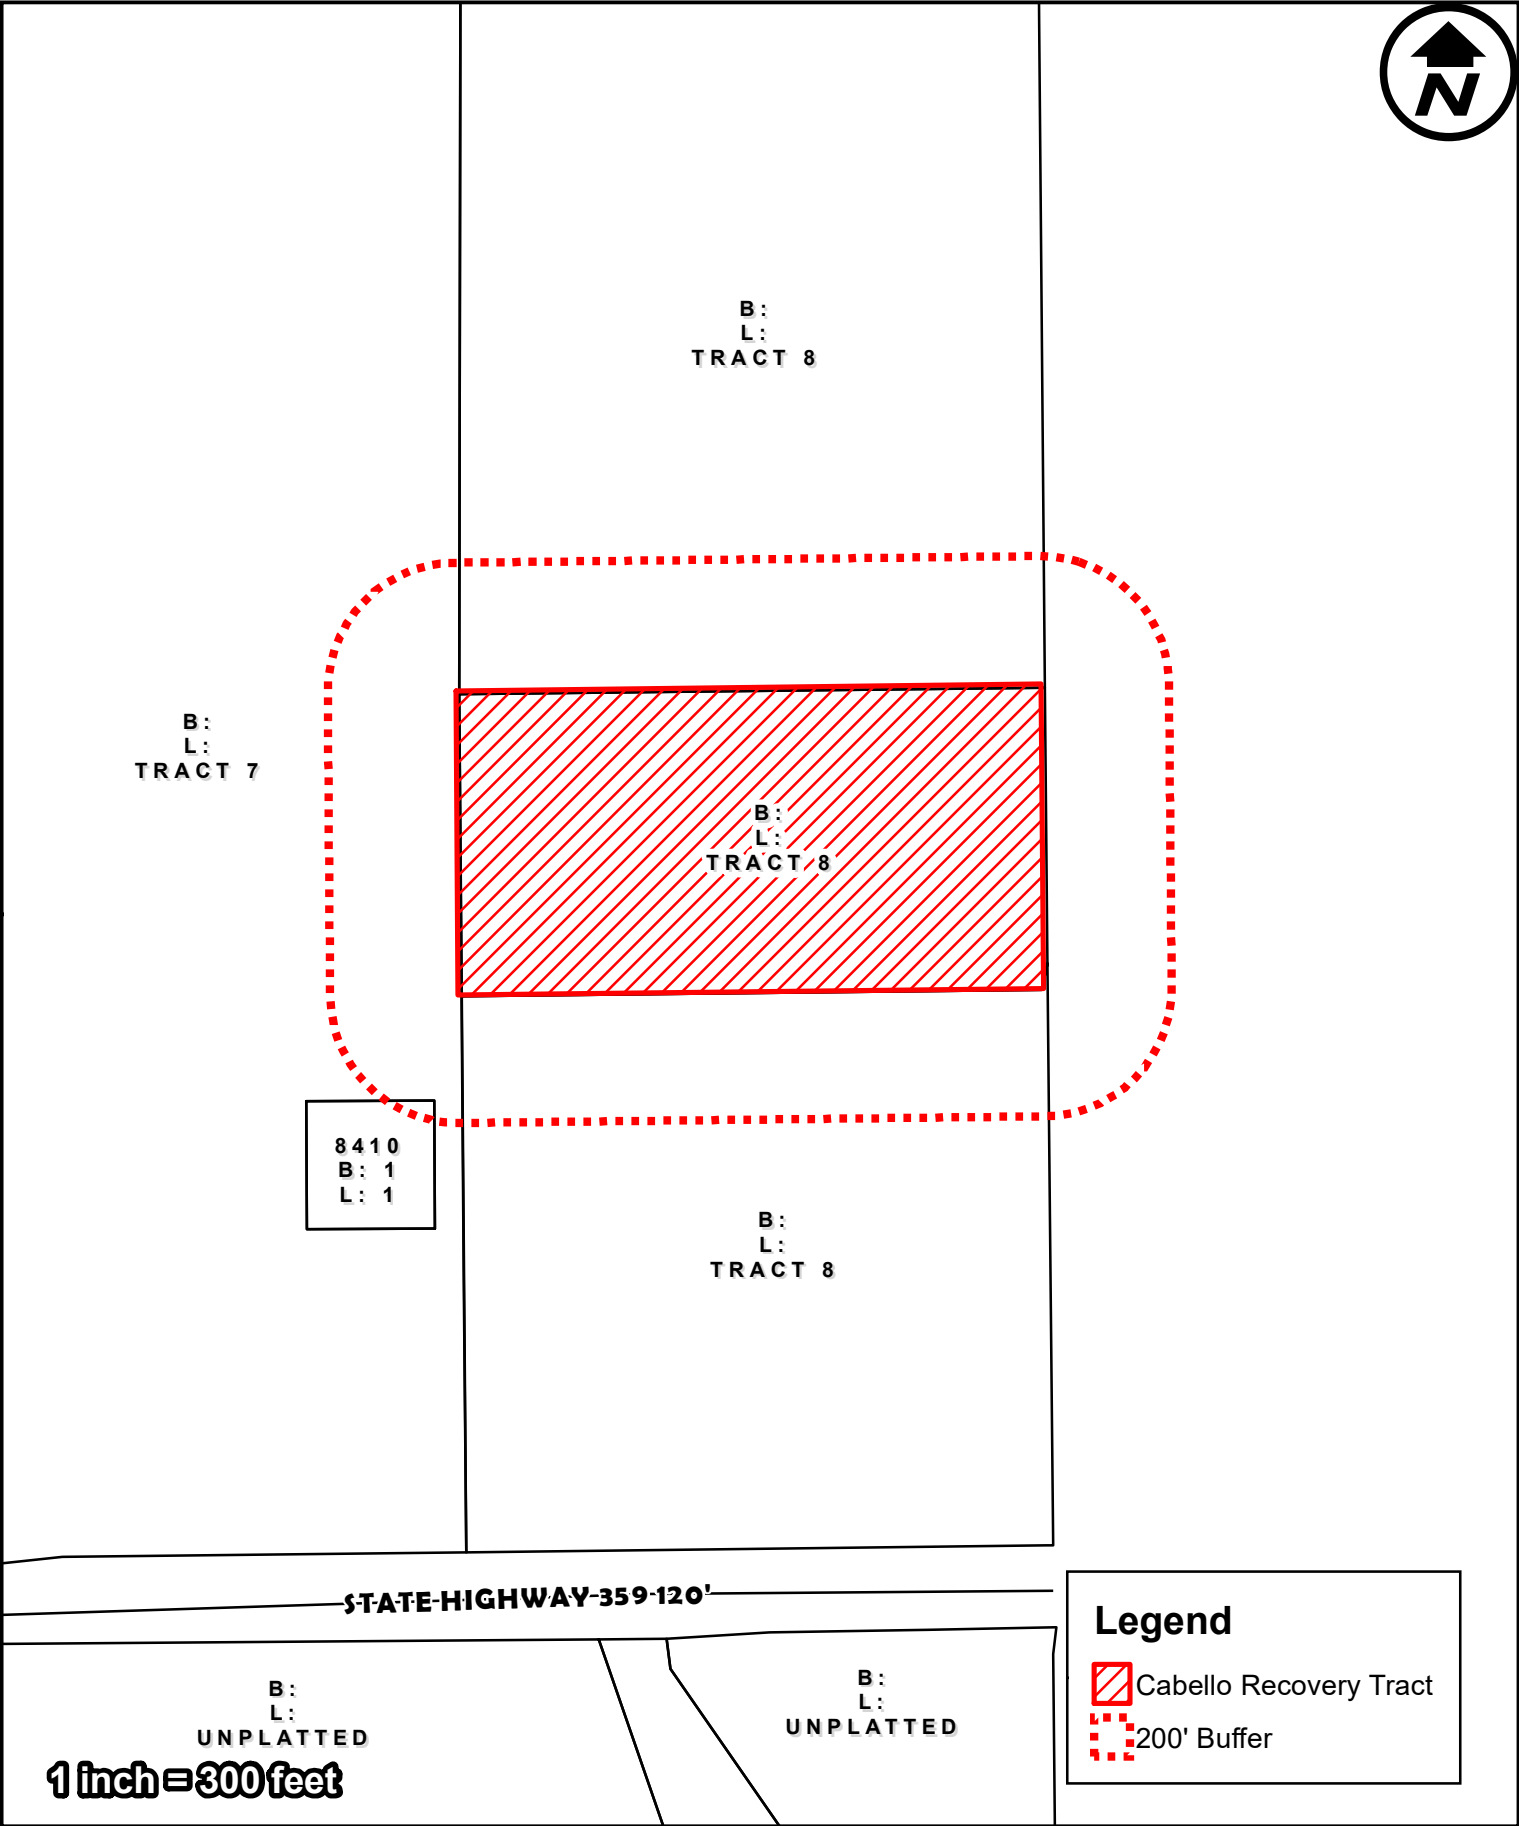 N
B:
L:
TRACT 8
B:
L:
TRACT 7
B:
L:
TRACT 8
8410
B: 1
L: 1
B:
L:
TRACT 8
STATE HIGHWAY 359 120'
B:
L:
UNPLATTED
B:
L:
UNPLATTED
1 inch = 300 feet
Legend
Cabello Recovery Tract
200' Buffer